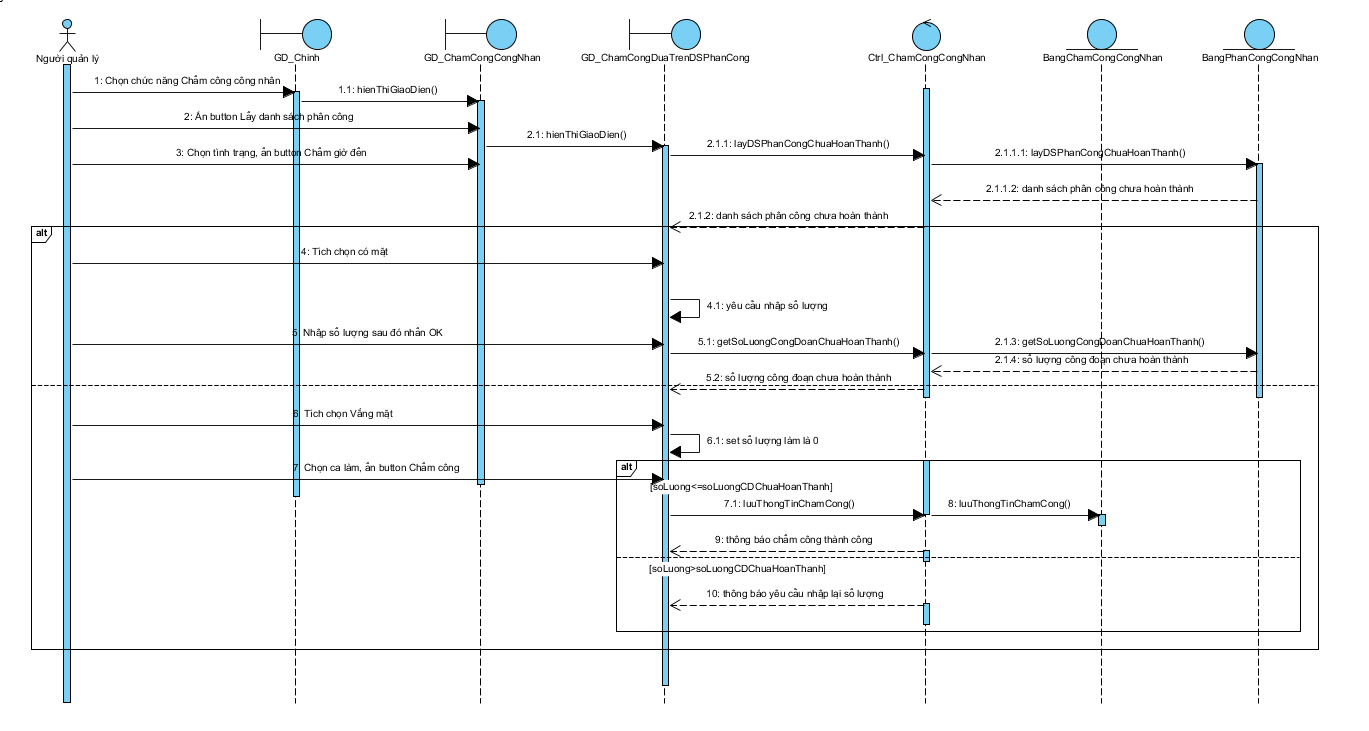 Người quản lý
GD_Chinh
GD_ChamCongCongNhan
GD_ChamCongDuaTrenDSPhanCong
Ctrl_ChamCongCongNhan
BangChamCongCongNhan
BangPhanCongCongNhan
1: Chọn chức năng Chấm công công nhân
1.1: hienThiGiaoDien()
2: Ấn button Lấy danh sách phân công
2.1: hienThiGiaoDien()
2.1.1: layDSPhanCongChuaHoanThanh()
3: Chọn tình trạng, ấn button Chấm giờ đến
2.1.1.1: layDSPhanCongChuaHoanThanh()
2.1.1.2: danh sách phân công chưa hoàn thành
2.1.2: danh sách phân công chưa hoàn thành
alt
4: Tích chọn có mặt
4.1: yêu cầu nhập số lượng
5: Nhập số lượng sau đó nhấn OK
5.1: getSoLuongCongDoanChuaHoanThanh()
2.1.3: getSoLuongCongDoanChuaHoanThanh()
2.1.4: số lượng công đoạn chưa hoàn thành
5.2: số lượng công đoạn chưa hoàn thành
6: Tích chọn Vắng mặt
6.1: set số lượng làm là 0
7: Chọn ca làm, ấn button Chấm công
alt
[soLuong<=soLuongCDChuaHoanThanh]
7.1: luuThongTinChamCong()
8: luuThongTinChamCong()
9: thông báo chấm công thành công
[soLuong>soLuongCDChuaHoanThanh]
10: thông báo yêu cầu nhập lại số lượng